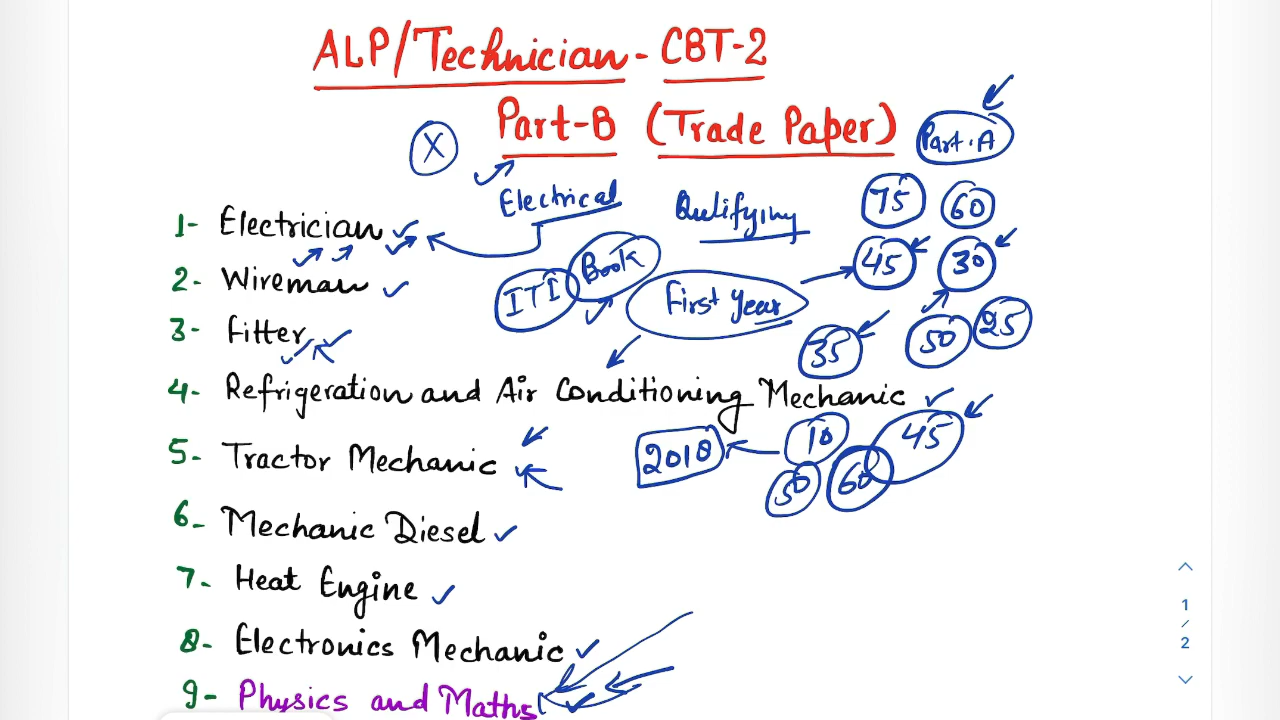 ALP/Technician - CBT-2
Part-B (Trade Paper)
Part-A
X
Electrical
Qulifying
75 60
1- Electrician
45 30
2- Wireman
ITI Book
First year
3- Fitter
35 50 25
4- Refrigeration and Air Conditioning Mechanic
2018 10 45
5- Tractor Mechanic
50 60
6- Mechanic Diesel
7- Heat Engine
8- Electronics Mechanic
9- Physics and Maths
1
/
2